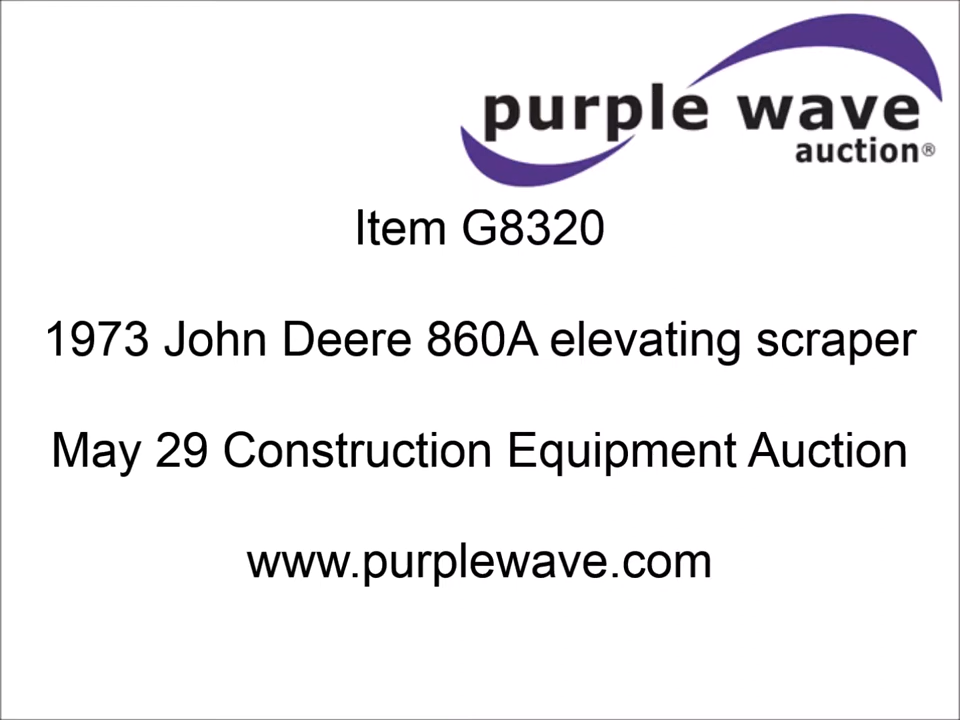 purple wave
auction®
Item G8320
1973 John Deere 860A elevating scraper
May 29 Construction Equipment Auction
www.purplewave.com